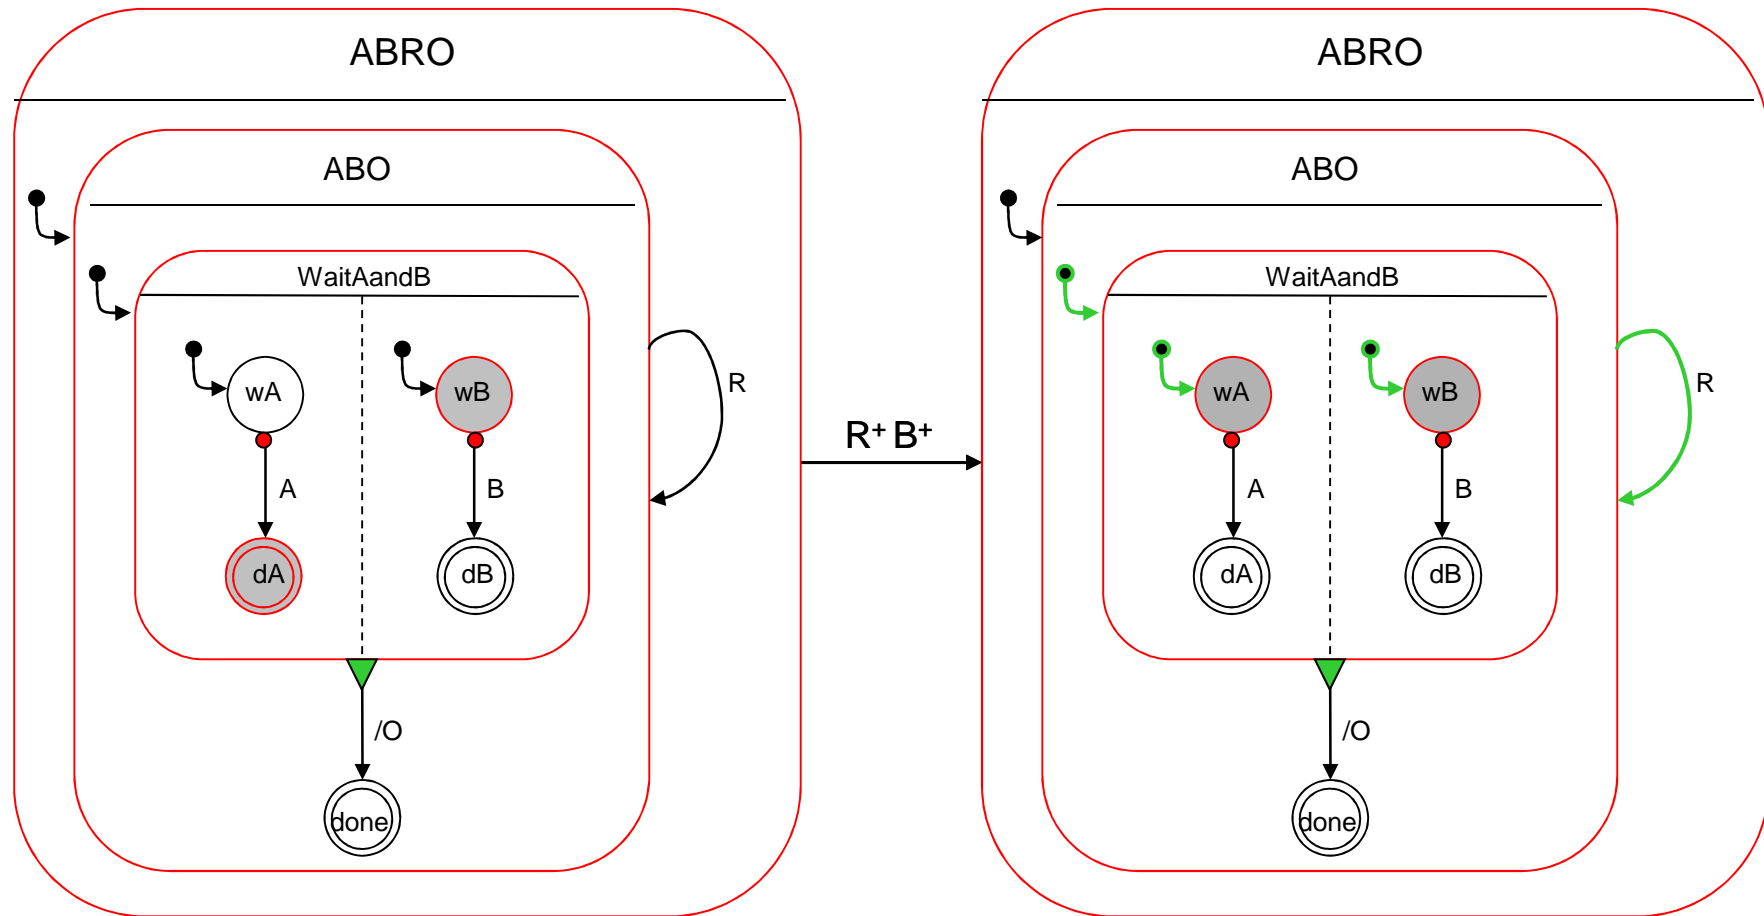 ABRO
ABO
WaitAandB
wA
wB
A
B
dA
dB
R
/O
done
R+ B+
ABRO
ABO
WaitAandB
wA
wB
A
B
dA
dB
R
/O
done